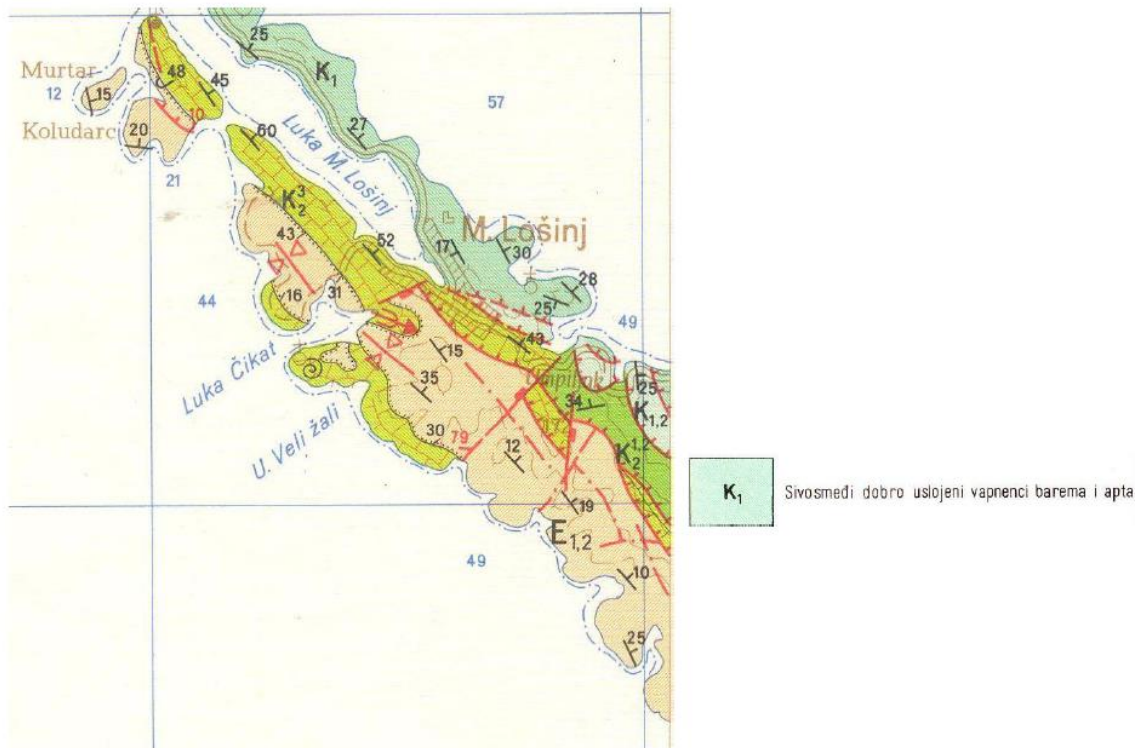 25
K₁
57
Murtar
12
15
48
45
10
Koludarc
20
27
60
Luka M. Lošinj
21
K₂³
M. Lošinj
43
52
17
30
28
25
16
31
44
49
43
15
Luka Čikat
35
34
25
K₁,₂
U. Veli žali
30
79
172
12
K₂¹,²
19
E₁,₂
49
10
25
K₁ Sivosmeđi dobro uslojeni vapnenci barema i apta